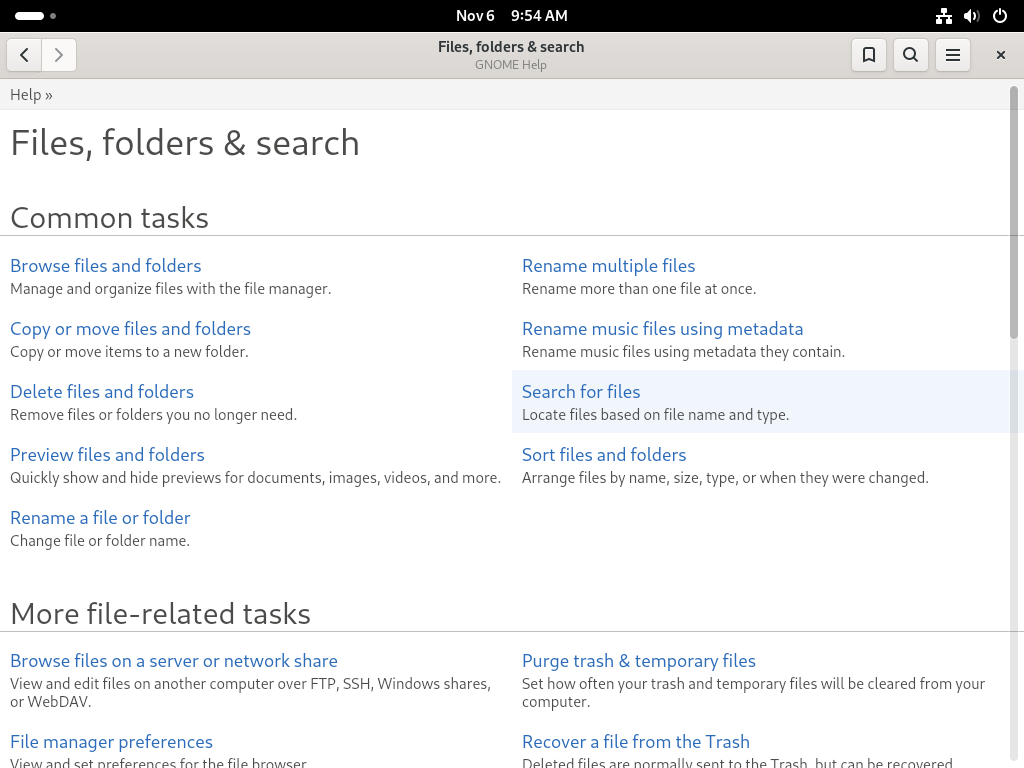 Nov 6 9:54 AM
Files, folders & search
GNOME Help
Help »
Files, folders & search
Common tasks
Browse files and folders
Manage and organize files with the file manager.
Copy or move files and folders
Copy or move items to a new folder.
Delete files and folders
Remove files or folders you no longer need.
Preview files and folders
Quickly show and hide previews for documents, images, videos, and more.
Rename a file or folder
Change file or folder name.
Rename multiple files
Rename more than one file at once.
Rename music files using metadata
Rename music files using metadata they contain.
Search for files
Locate files based on file name and type.
Sort files and folders
Arrange files by name, size, type, or when they were changed.
More file-related tasks
Browse files on a server or network share
View and edit files on another computer over FTP, SSH, Windows shares,
or WebDAV.
File manager preferences
View and set preferences for the file browser.
Purge trash & temporary files
Set how often your trash and temporary files will be cleared from your
computer.
Recover a file from the Trash
Deleted files are normally sent to the Trash, but can be recovered.